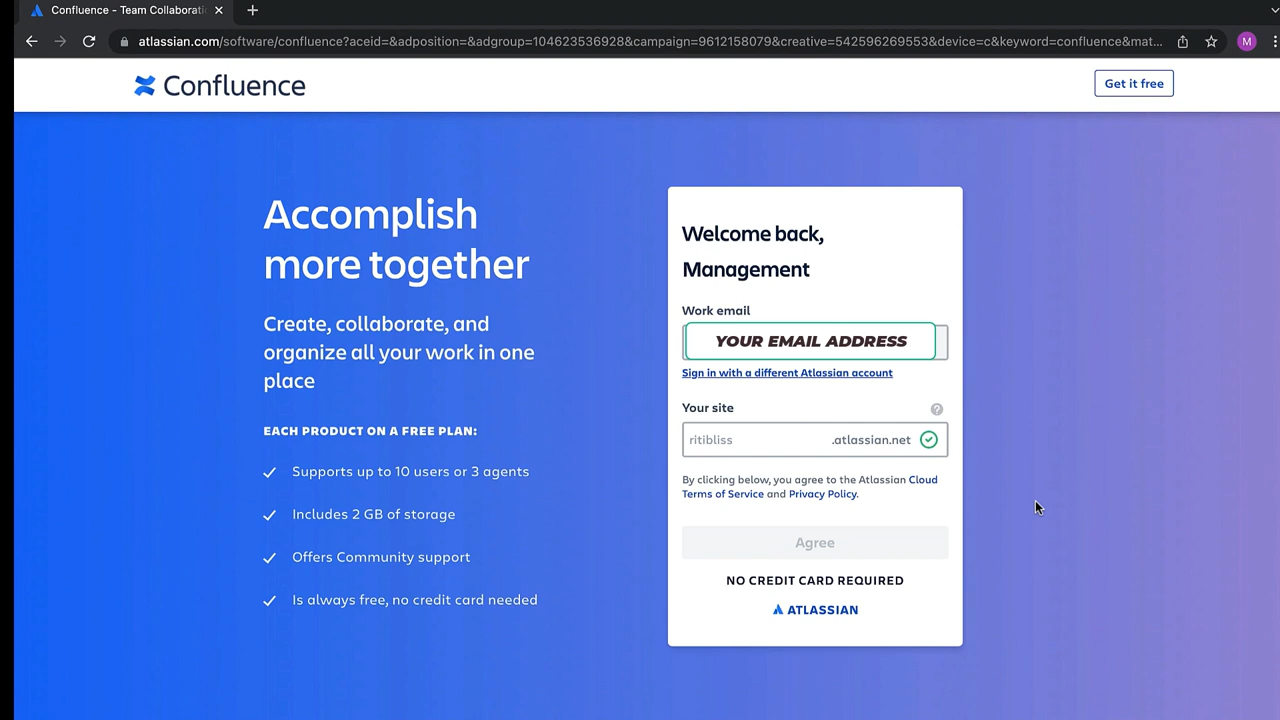 Confluence - Team Collaborati
atlassian.com/software/confluence?aceid=&adposition=&adgroup=104623536928&campaign=9612158079&creative=542596269553&device=c&keyword=confluence&mat...
M
Confluence
Get it free
Accomplish
more together
Create, collaborate, and
organize all your work in one
place
EACH PRODUCT ON A FREE PLAN:
Supports up to 10 users or 3 agents
Includes 2 GB of storage
Offers Community support
Is always free, no credit card needed
Welcome back,
Management
Work email
YOUR EMAIL ADDRESS
Sign in with a different Atlassian account
Your site
?
ritibliss .atlassian.net
By clicking below, you agree to the Atlassian Cloud
Terms of Service and Privacy Policy.
Agree
NO CREDIT CARD REQUIRED
ATLASSIAN